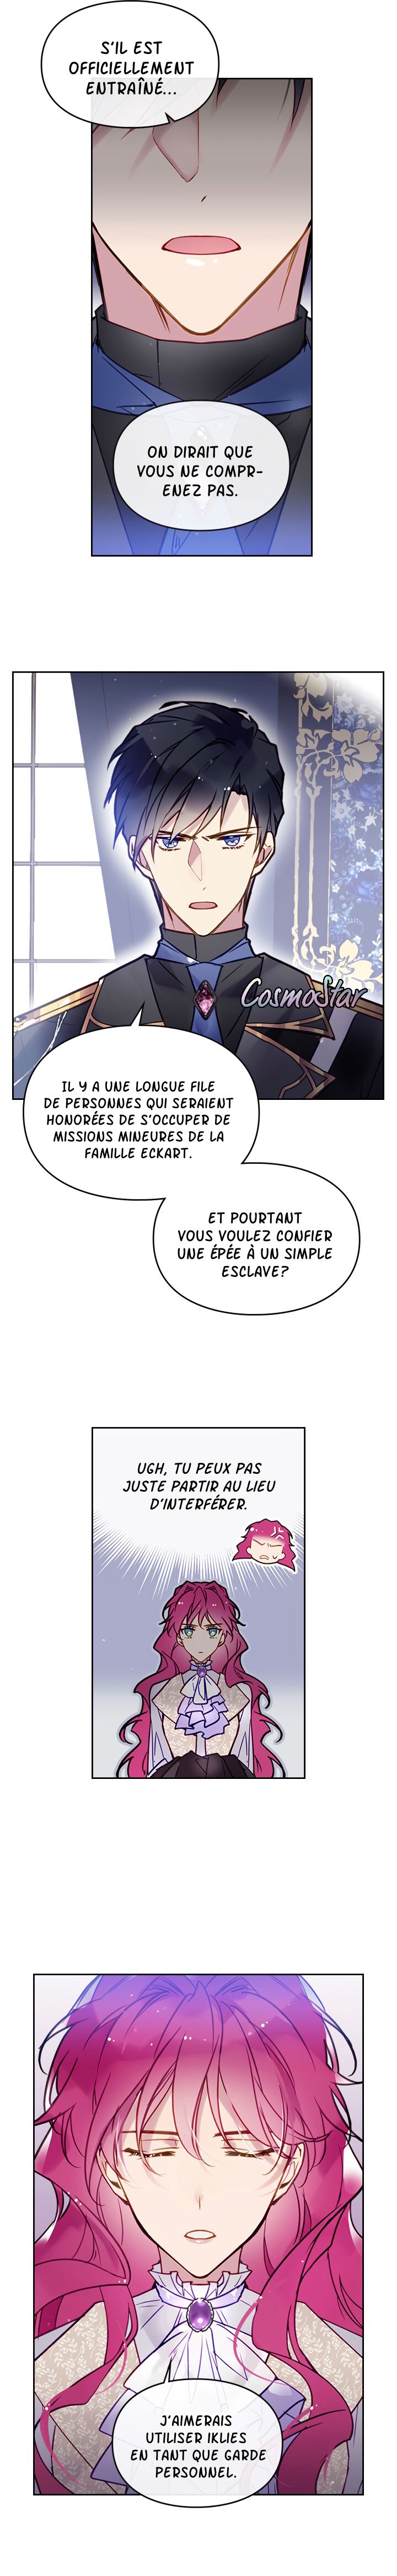 S'IL EST
OFFICIELLEMENT
ENTRAÎNÉ...
ON DIRAIT QUE
VOUS NE COMPR-
ENEZ PAS.
CosmoStar
IL Y A UNE LONGUE FILE
DE PERSONNES QUI SERAIENT
HONORÉES DE S'OCCUPER DE
MISSIONS MINEURES DE LA
FAMILLE ECKART.
ET POURTANT
VOUS VOULEZ CONFIER
UNE ÉPÉE À UN SIMPLE
ESCLAVE?
UGH, TU PEUX PAS
JUSTE PARTIR AU LIEU
D'INTERFÉRER.
J'AIMERAIS
UTILISER IKLIES
EN TANT QUE GARDE
PERSONNEL.